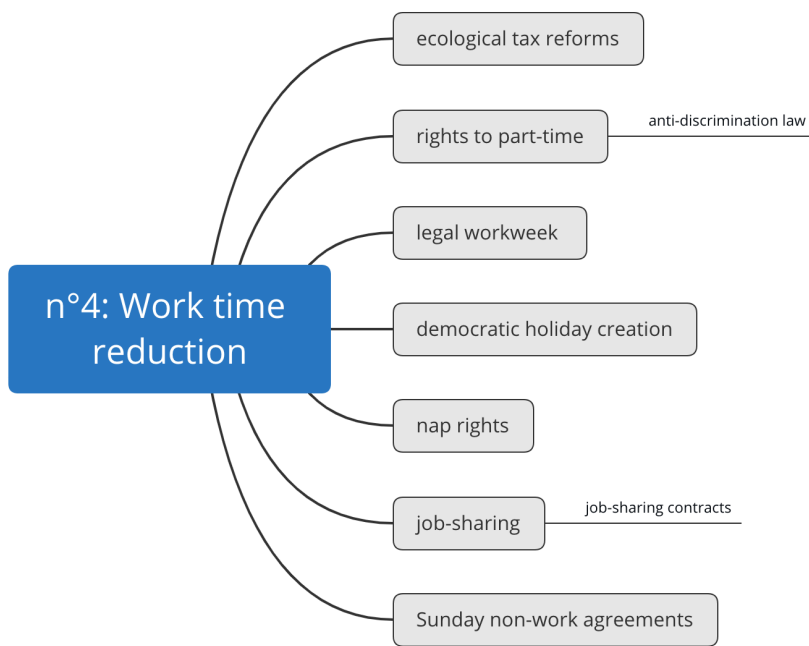 ecological tax reforms
rights to part-time
anti-discrimination law
legal workweek
n°4: Work time
reduction
democratic holiday creation
nap rights
job-sharing
job-sharing contracts
Sunday non-work agreements